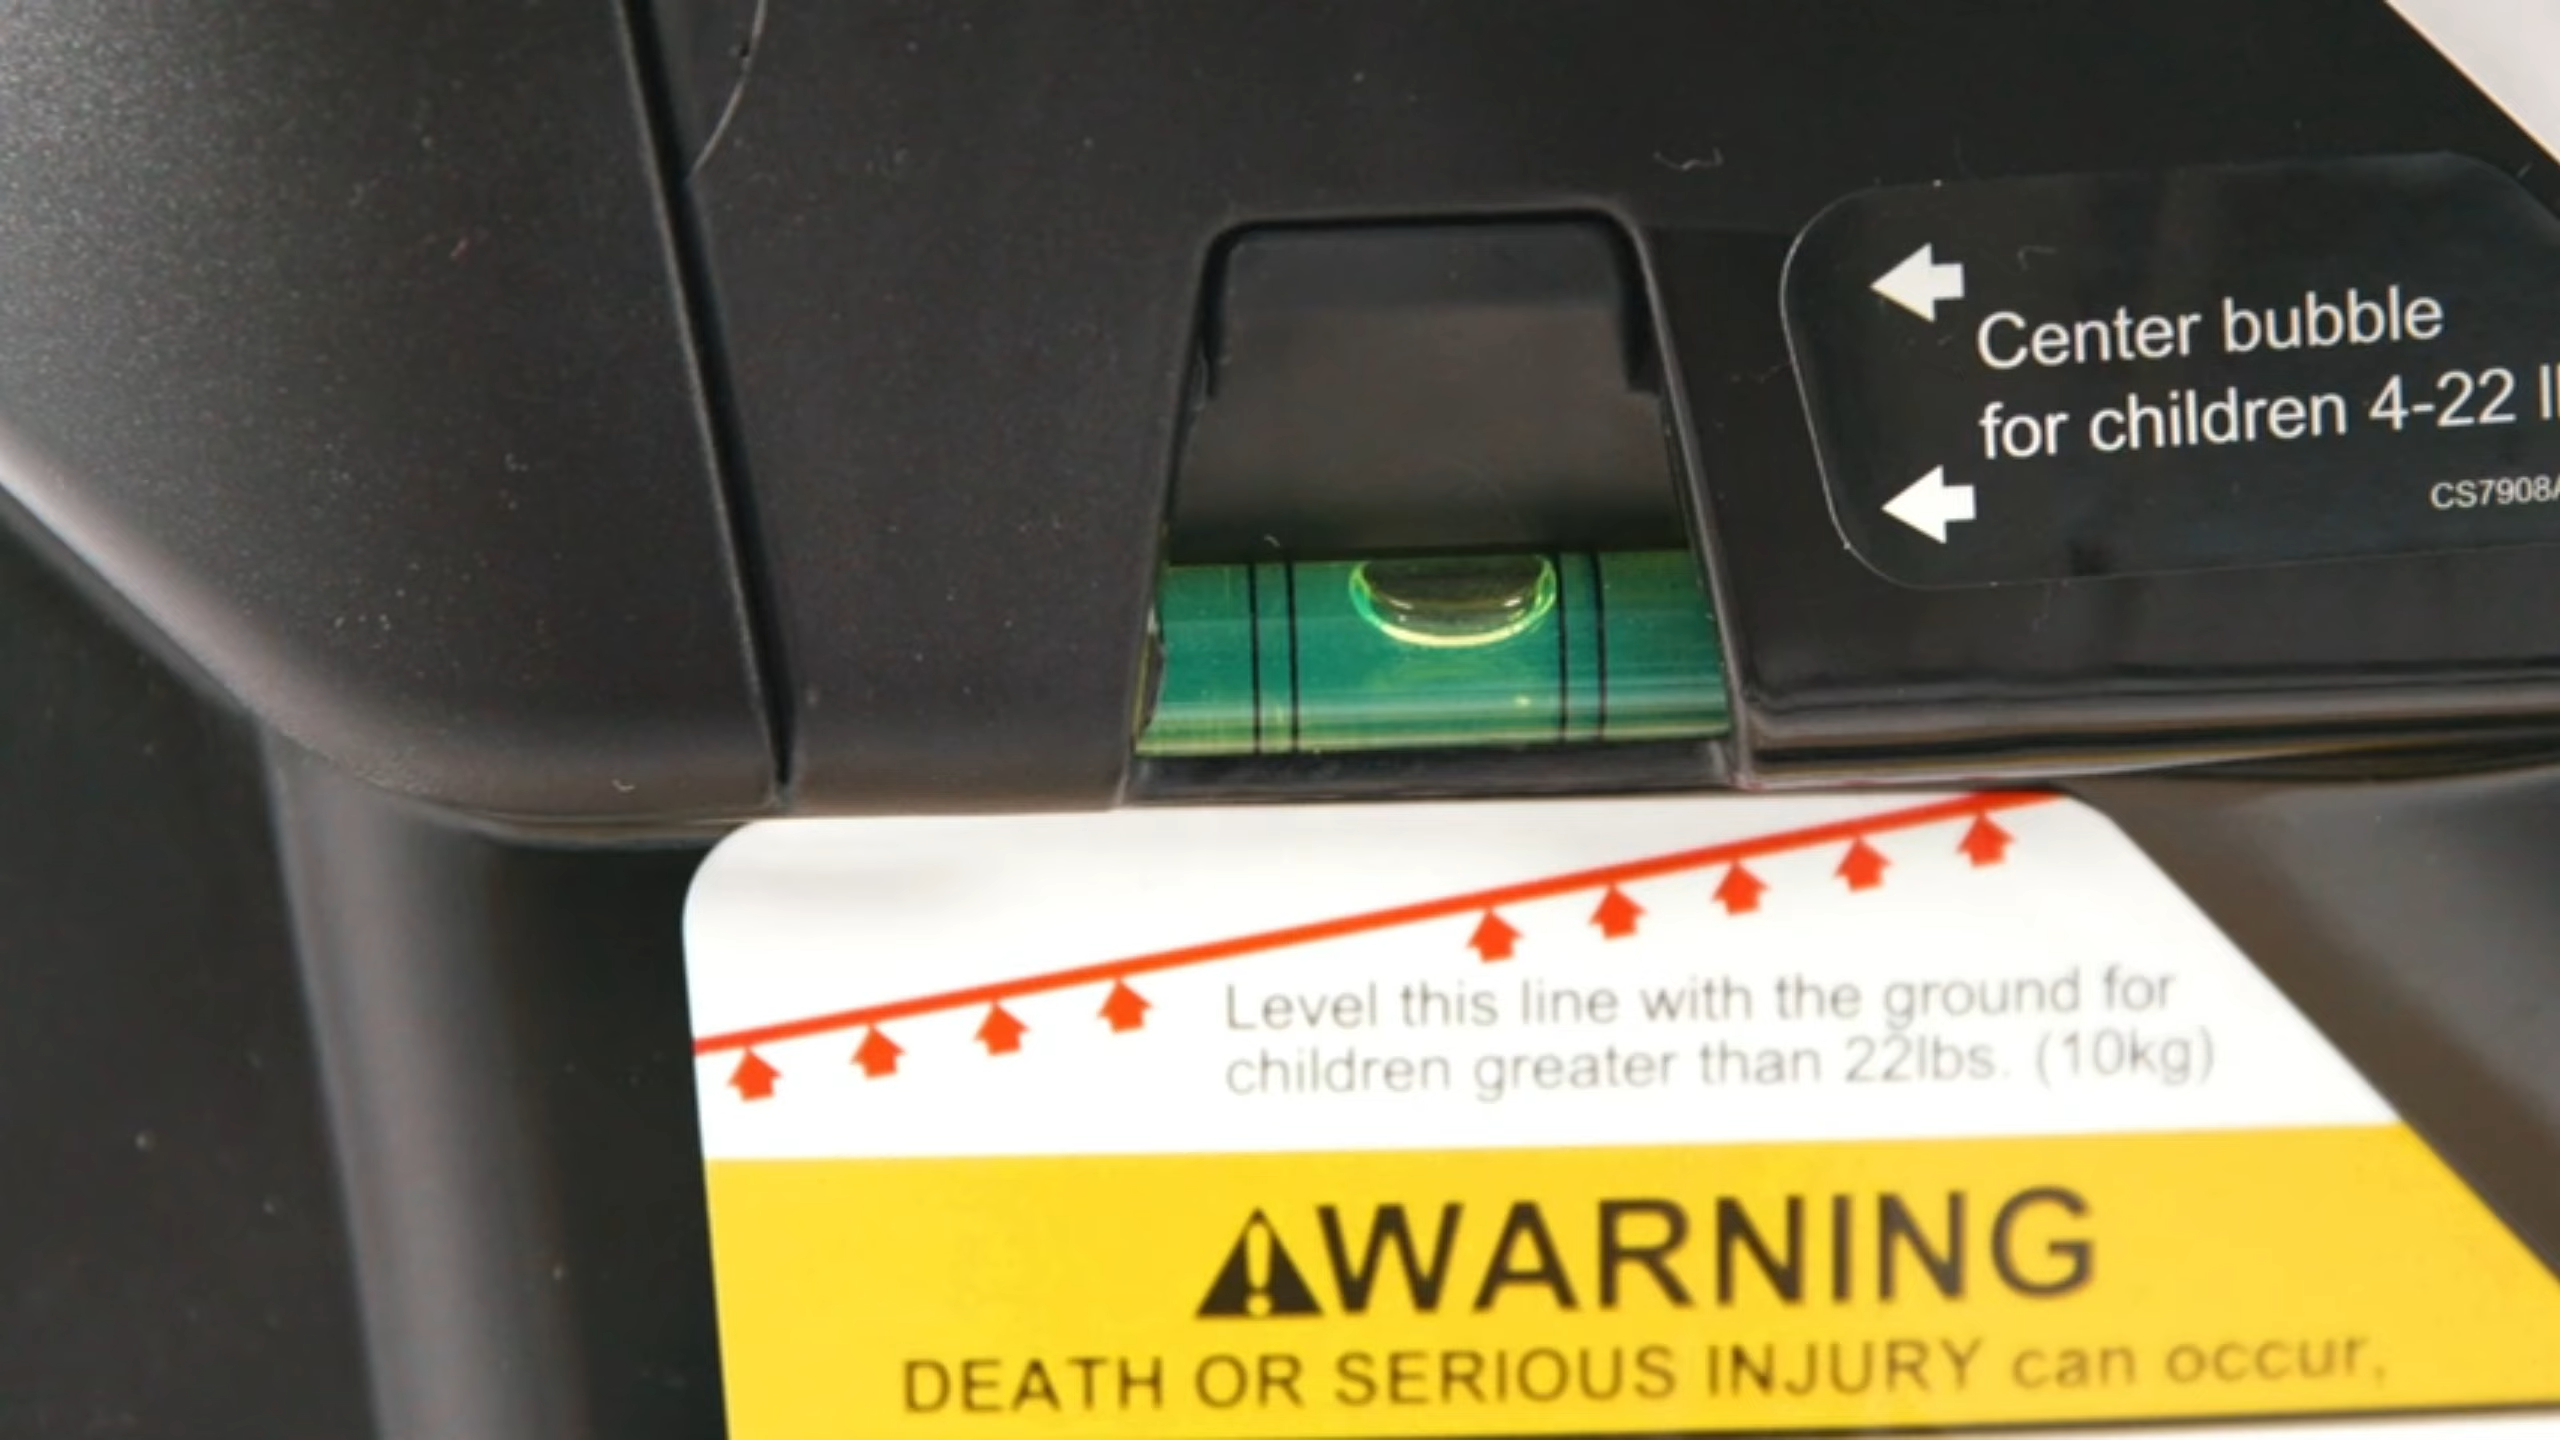 Center bubble
for children 4-22
CS7908
Level this line with the ground for
children greater than 22lbs. (10kg)
WARNING
DEATH OR SERIOUS INJURY can occur,